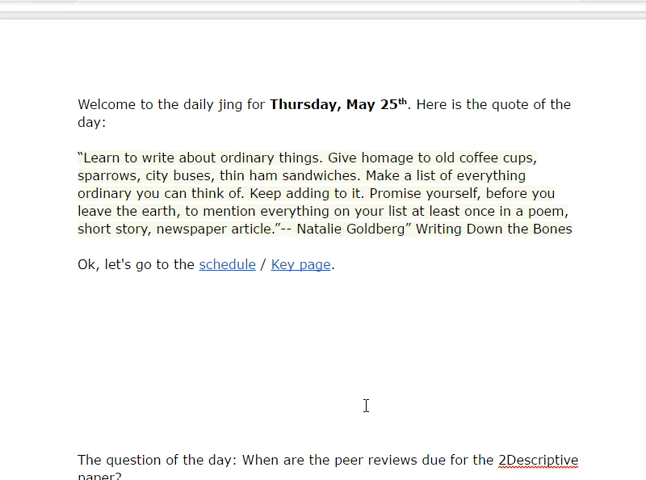 Welcome to the daily jing for Thursday, May 25th. Here is the quote of the
day:
“Learn to write about ordinary things. Give homage to old coffee cups,
sparrows, city buses, thin ham sandwiches. Make a list of everything
ordinary you can think of. Keep adding to it. Promise yourself, before you
leave the earth, to mention everything on your list at least once in a poem,
short story, newspaper article.”-- Natalie Goldberg” Writing Down the Bones
Ok, let's go to the schedule / Key page.
The question of the day: When are the peer reviews due for the 2Descriptive
paper?